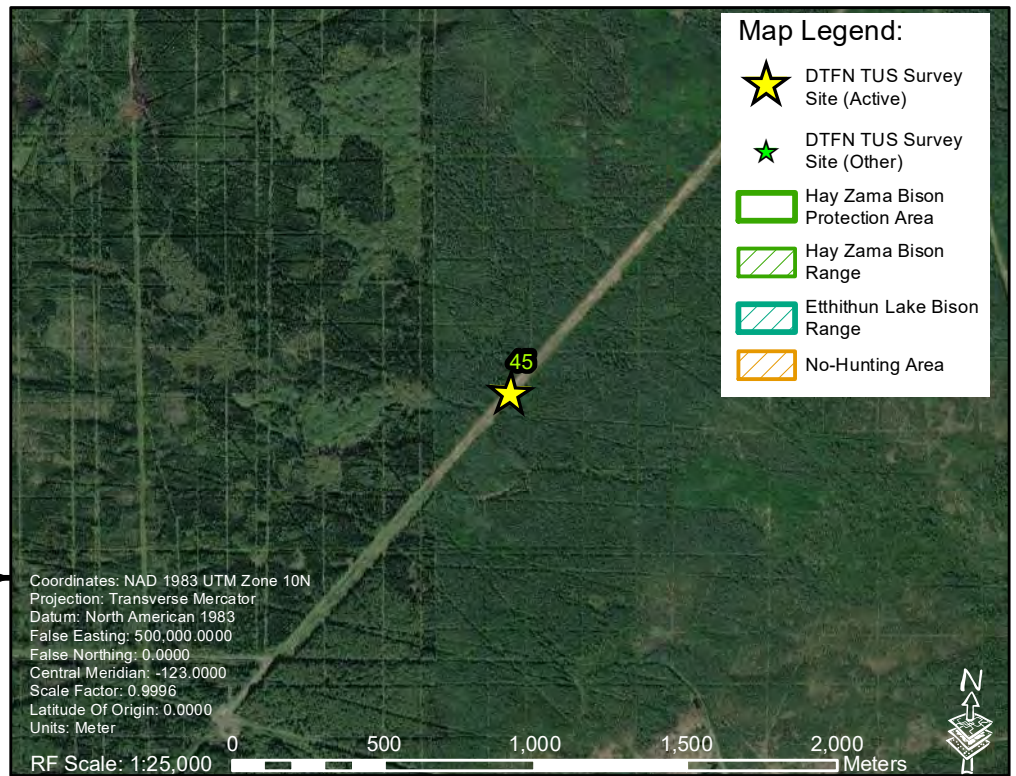 Map Legend:
DTFN TUS Survey
Site (Active)
DTFN TUS Survey
Site (Other)
Hay Zama Bison
Protection Area
Hay Zama Bison
Range
Etthithun Lake Bison
Range
No-Hunting Area
45
Coordinates: NAD 1983 UTM Zone 10N
Projection: Transverse Mercator
Datum: North American 1983
False Easting: 500,000.0000
False Northing: 0.0000
Central Meridian: -123.0000
Scale Factor: 0.9996
Latitude Of Origin: 0.0000
Units: Meter
N
0 500 1,000 1,500 2,000
RF Scale: 1:25,000 Meters